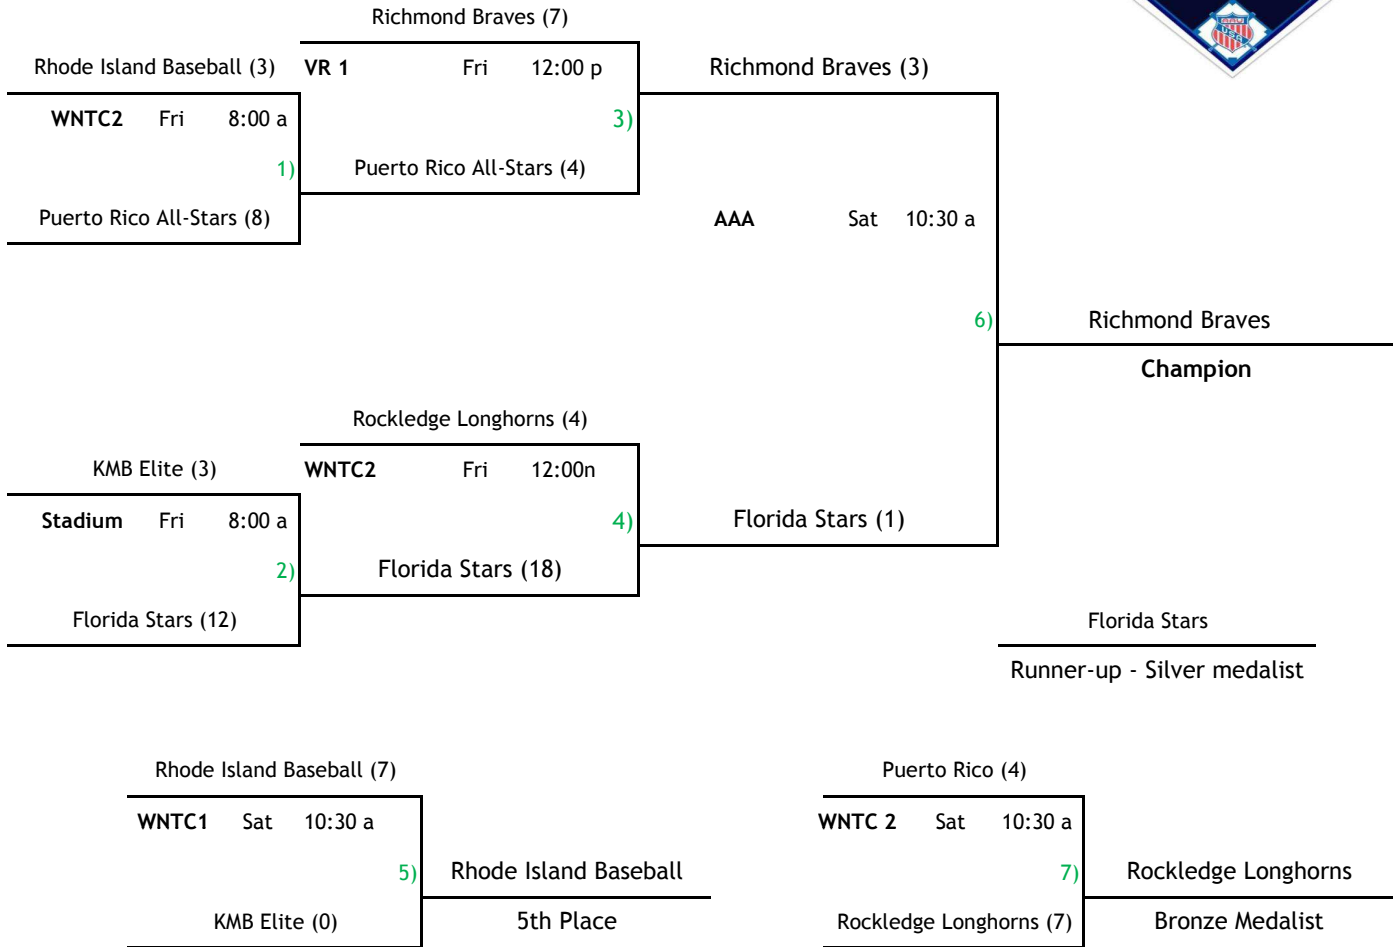 Richmond Braves (7)
Rhode Island Baseball (3) VR 1 Fri 12:00 p Richmond Braves (3)
WNTC2 Fri 8:00 a
3)
1) Puerto Rico All-Stars (4)
Puerto Rico All-Stars (8)
AAA Sat 10:30 a
6) Richmond Braves
Champion
Rockledge Longhorns (4)
KMB Elite (3) WNTC2 Fri 12:00n
Stadium Fri 8:00 a
4) Florida Stars (1)
2) Florida Stars (18)
Florida Stars (12)
Florida Stars
Runner-up - Silver medalist
Rhode Island Baseball (7)
WNTC1 Sat 10:30 a
5) Rhode Island Baseball
KMB Elite (0)
5th Place
Puerto Rico (4)
WNTC 2 Sat 10:30 a
7) Rockledge Longhorns
Rockledge Longhorns (7)
Bronze Medalist
AAU
USA